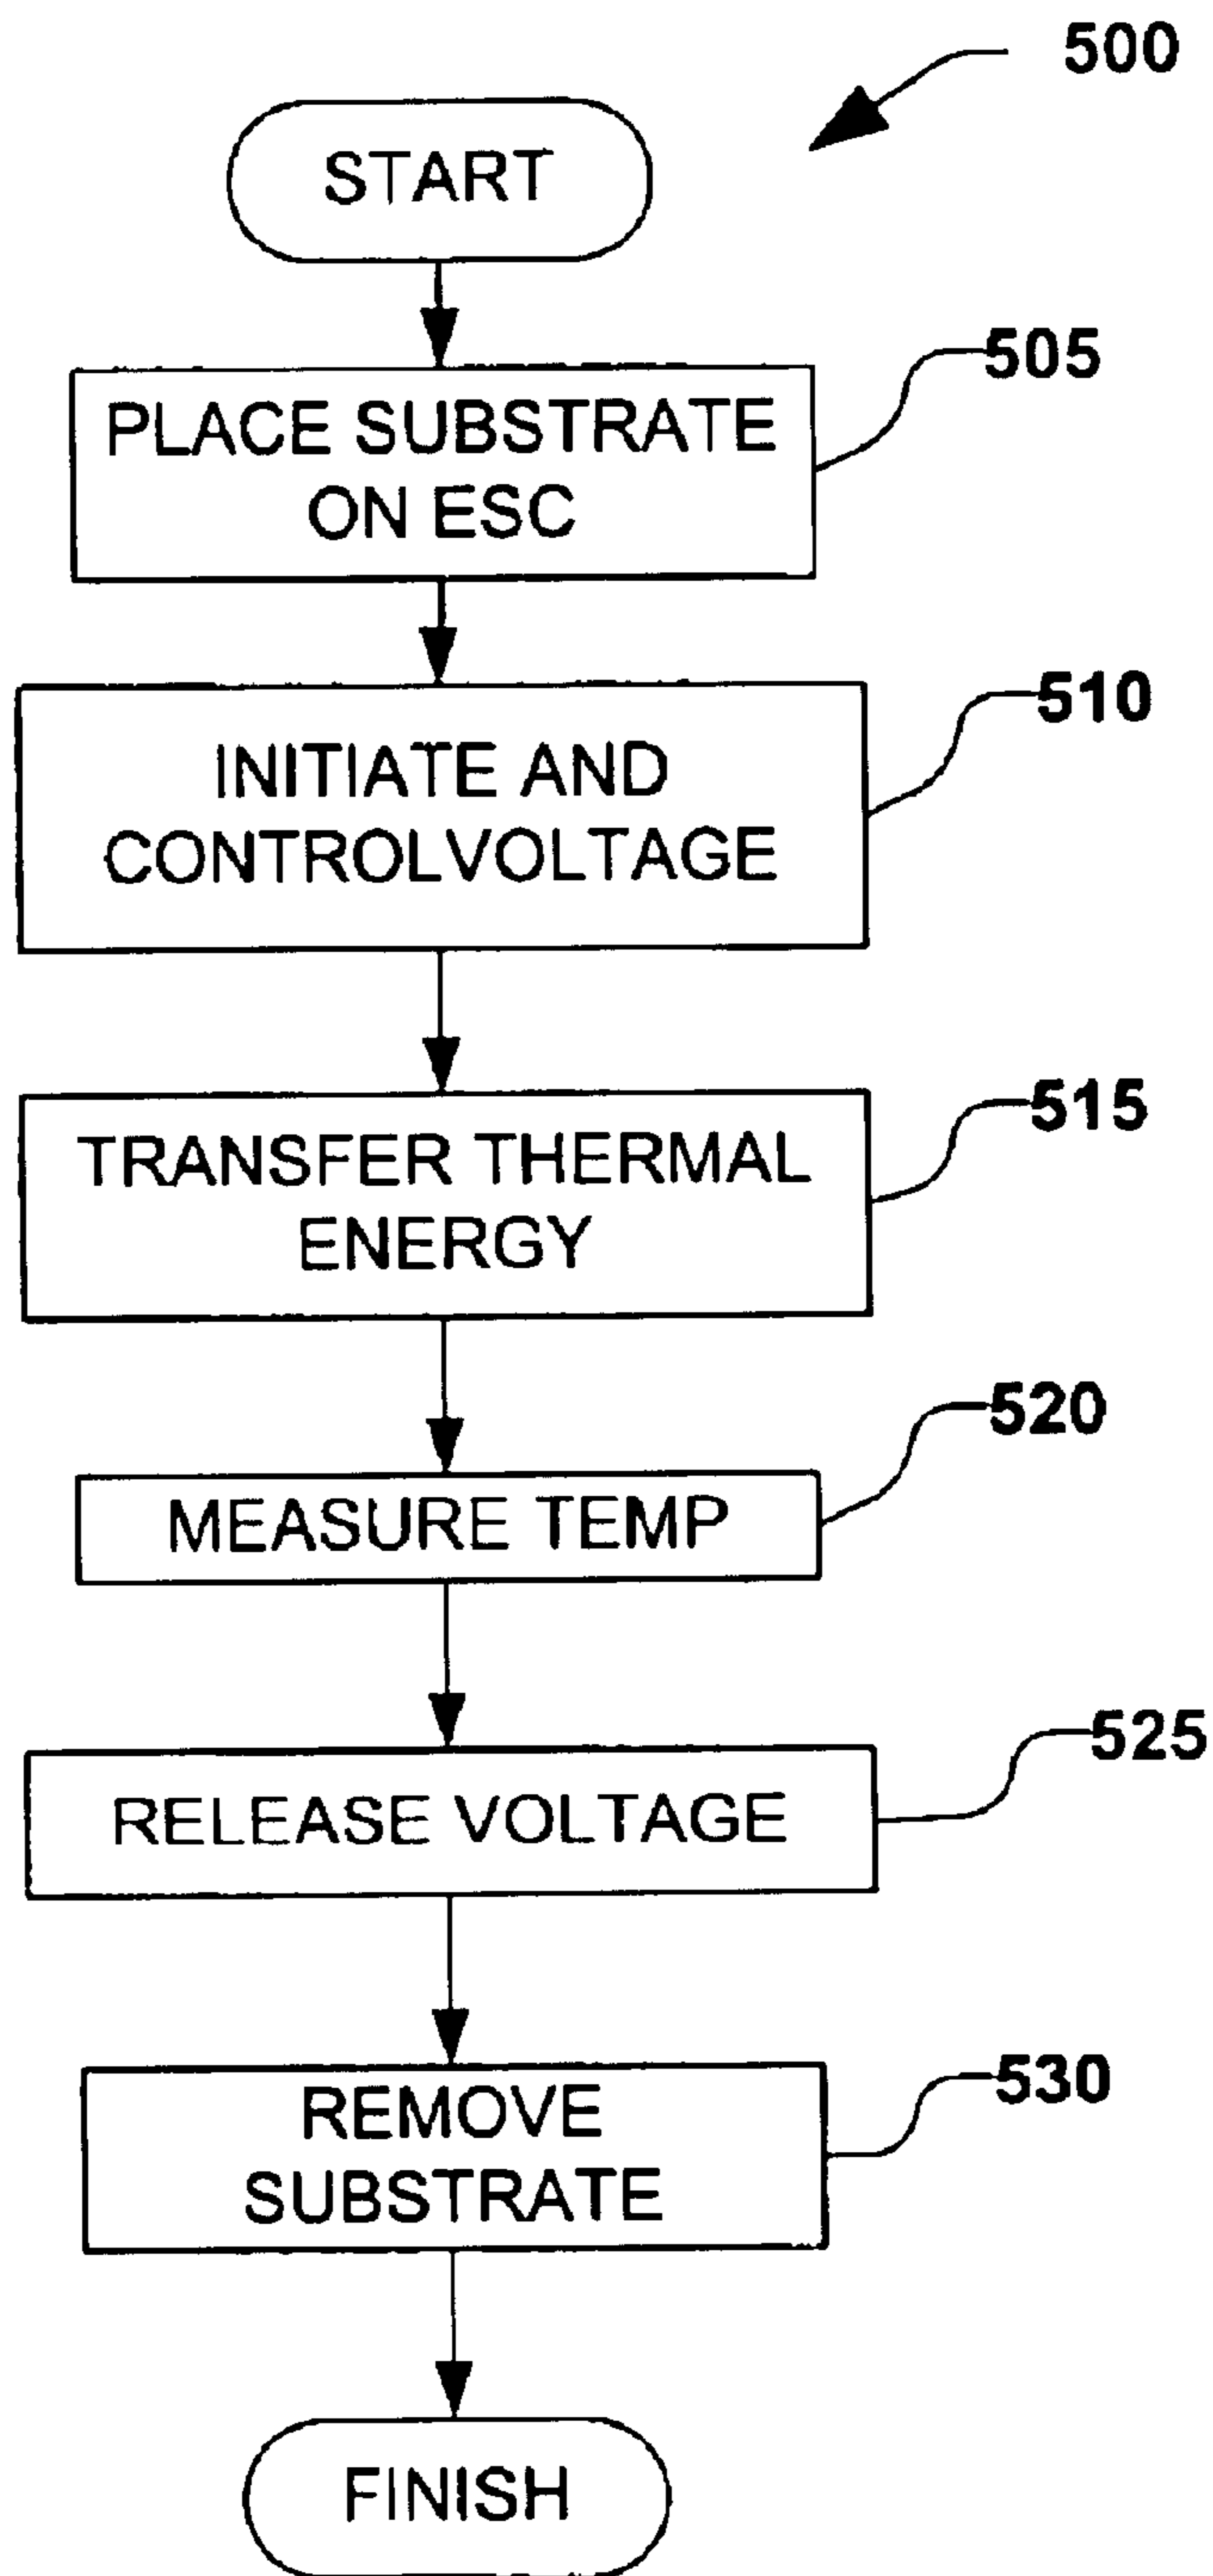 500
START
505
PLACE SUBSTRATE
ON ESC
510
INITIATE AND
CONTROLVOLTAGE
515
TRANSFER THERMAL
ENERGY
520
MEASURE TEMP
525
RELEASE VOLTAGE
530
REMOVE
SUBSTRATE
FINISH